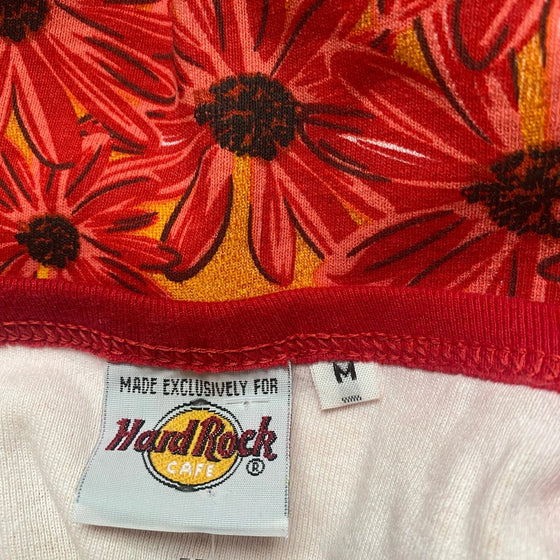 MADE EXCLUSIVELY FOR
Hard Rock
CAFE ®
M